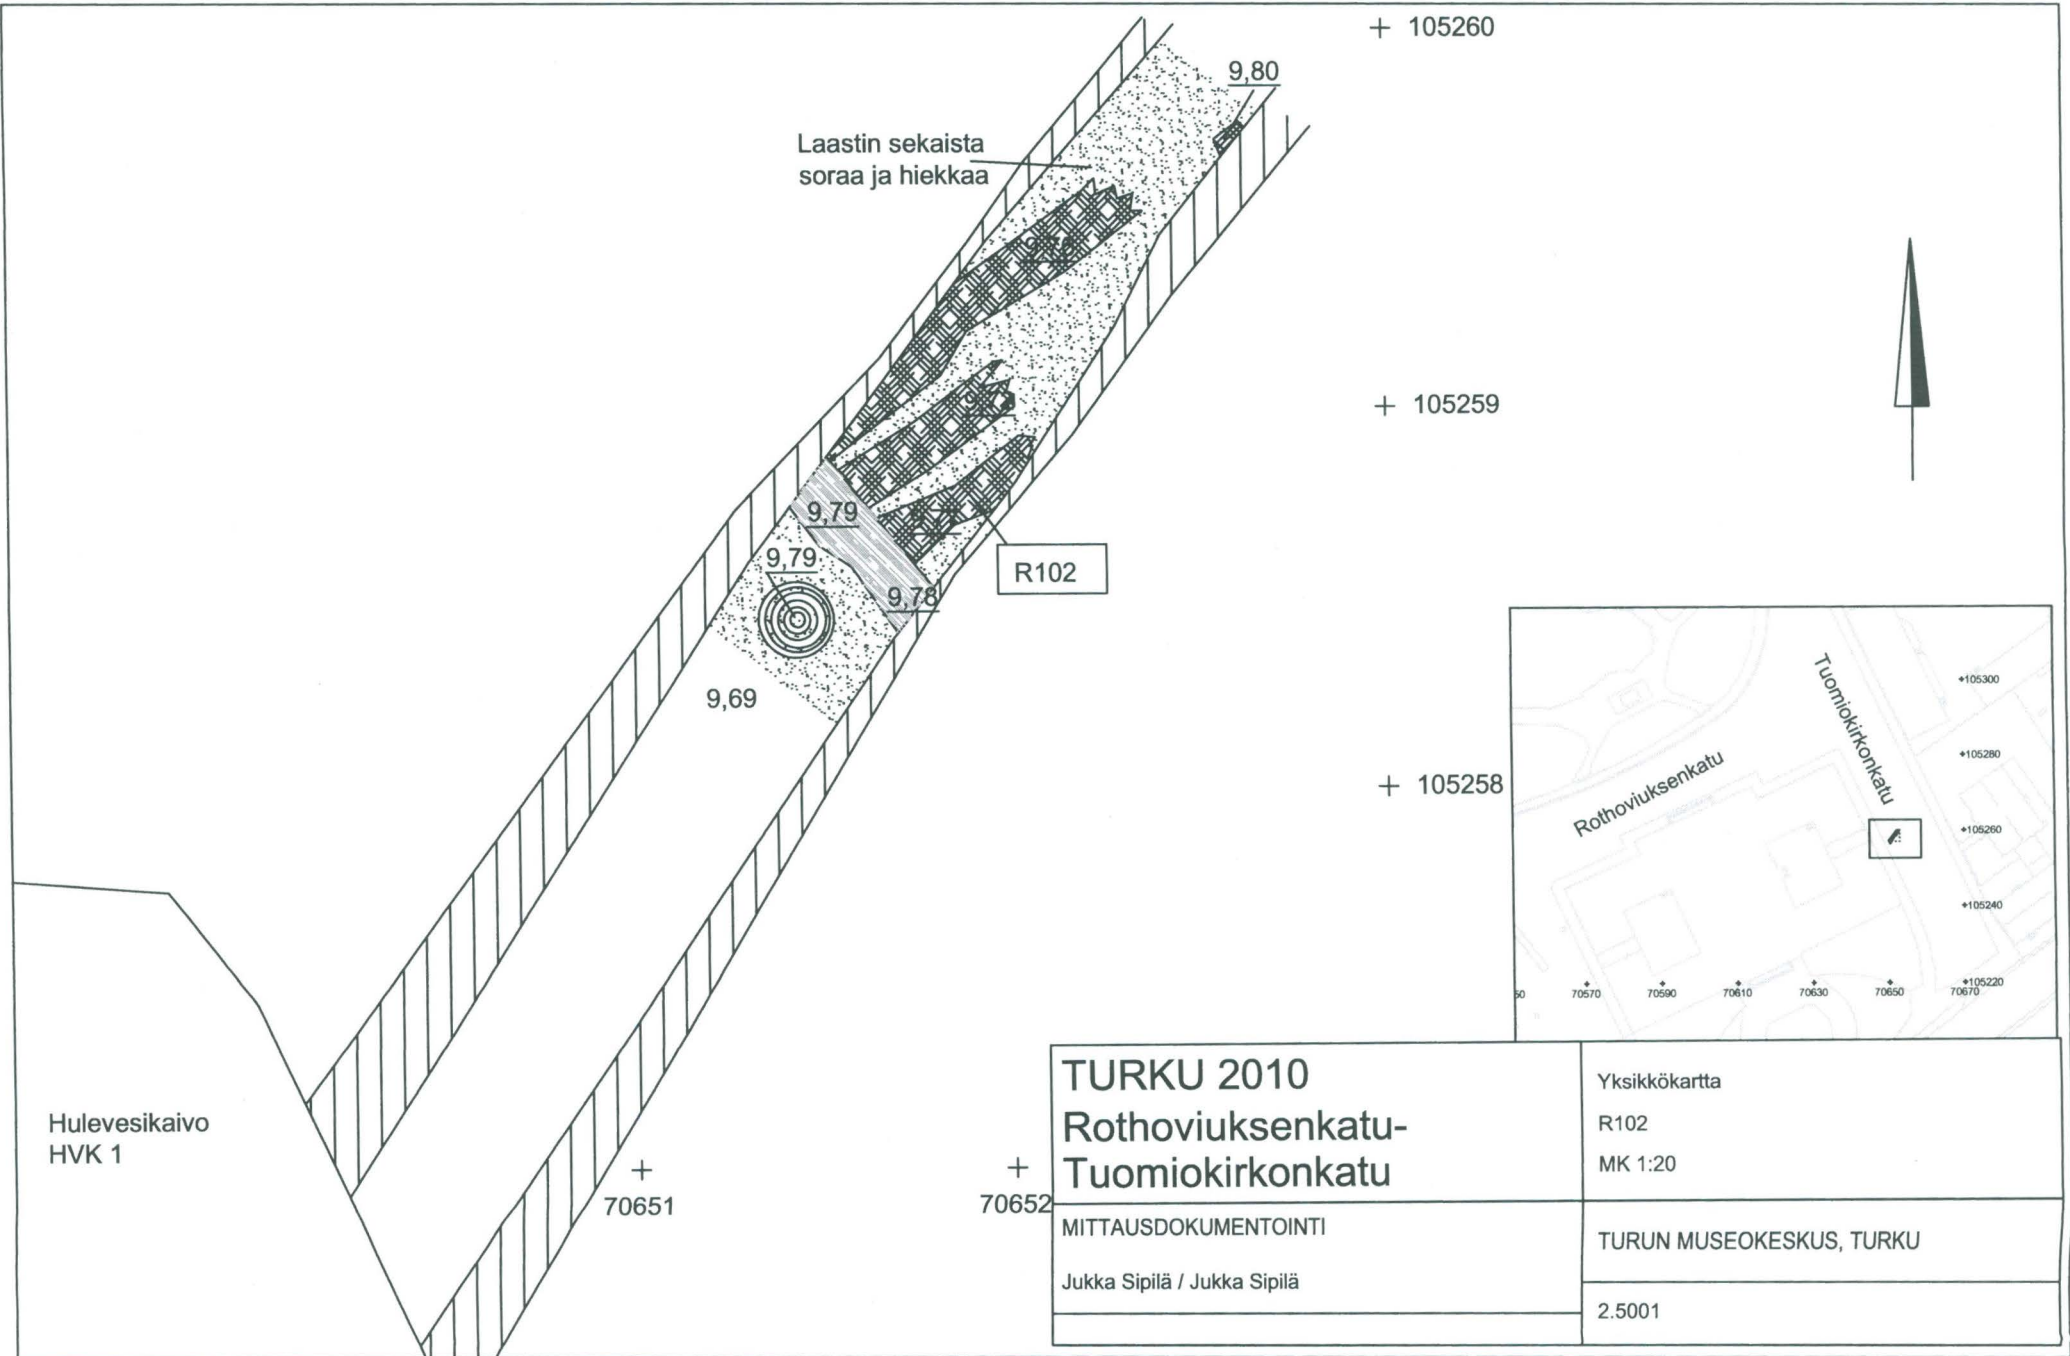 105260
9,80
Laastin sekaista
soraa ja hiekkaa
105259
9,79
9,79
9,78
R102
9,69
105258
Hulevesikaivo
HVK 1
70651
70652
Tuomiokirkonkatu
Rothoviuksenkatu
105300
105280
105260
105240
105220
70570
70590
70610
70630
70650
70670
TURKU 2010
Rothoviuksenkatu-
Tuomiokirkonkatu
Yksikkökartta
R102
MK 1:20
MITTAUSDOKUMENTOINTI
Jukka Sipilä / Jukka Sipilä
TURUN MUSEOKESKUS, TURKU
2.5001